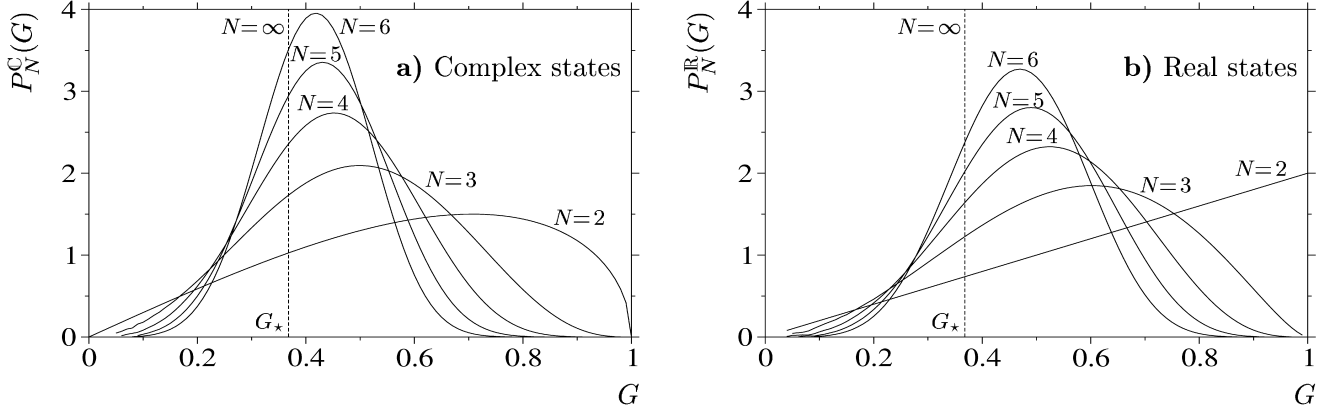 P_N^ℂ(G)
4
3
2
1
0
N=∞
N=6
N=5
N=4
N=3
N=2
a) Complex states
G⋆
0 0.2 0.4 0.6 0.8 1
G
P_N^ℝ(G)
4
3
2
1
0
N=∞
N=6
N=5
N=4
N=3
N=2
b) Real states
G⋆
0 0.2 0.4 0.6 0.8 1
G